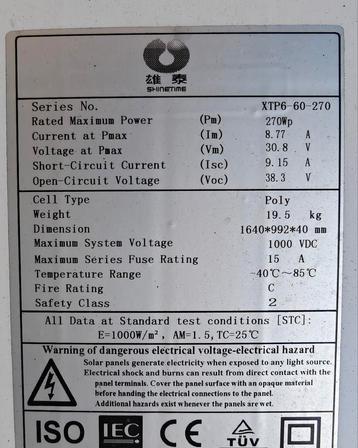 雄泰
SHINETIME
Series No. XTP6-60-270
Rated Maximum Power (Pm) 270Wp
Current at Pmax (Im) 8.77 A
Voltage at Pmax (Vm) 30.8 V
Short-Circuit Current (Isc) 9.15 A
Open-Circuit Voltage (Voc) 38.3 V
Cell Type Poly
Weight 19.5 kg
Dimension 1640*992*40 mm
Maximum System Voltage 1000 VDC
Maximum Series Fuse Rating 15 A
Temperature Range -40℃~85℃
Fire Rating C
Safety Class 2
All Data at Standard test conditions [STC]:
E=1000W/m², AM=1.5, TC=25℃
Warning of dangerous electrical voltage-electrical hazard
Solar panels generate electricity when exposed to any light source.
Electrical shock and burns can result from direct contact with the
panel terminals. Cover the panel surface with an opaque material
before handing the electrical connections to the panel.
Additional hazards exist whenever the panels are wet.
ISO IEC CE TÜV